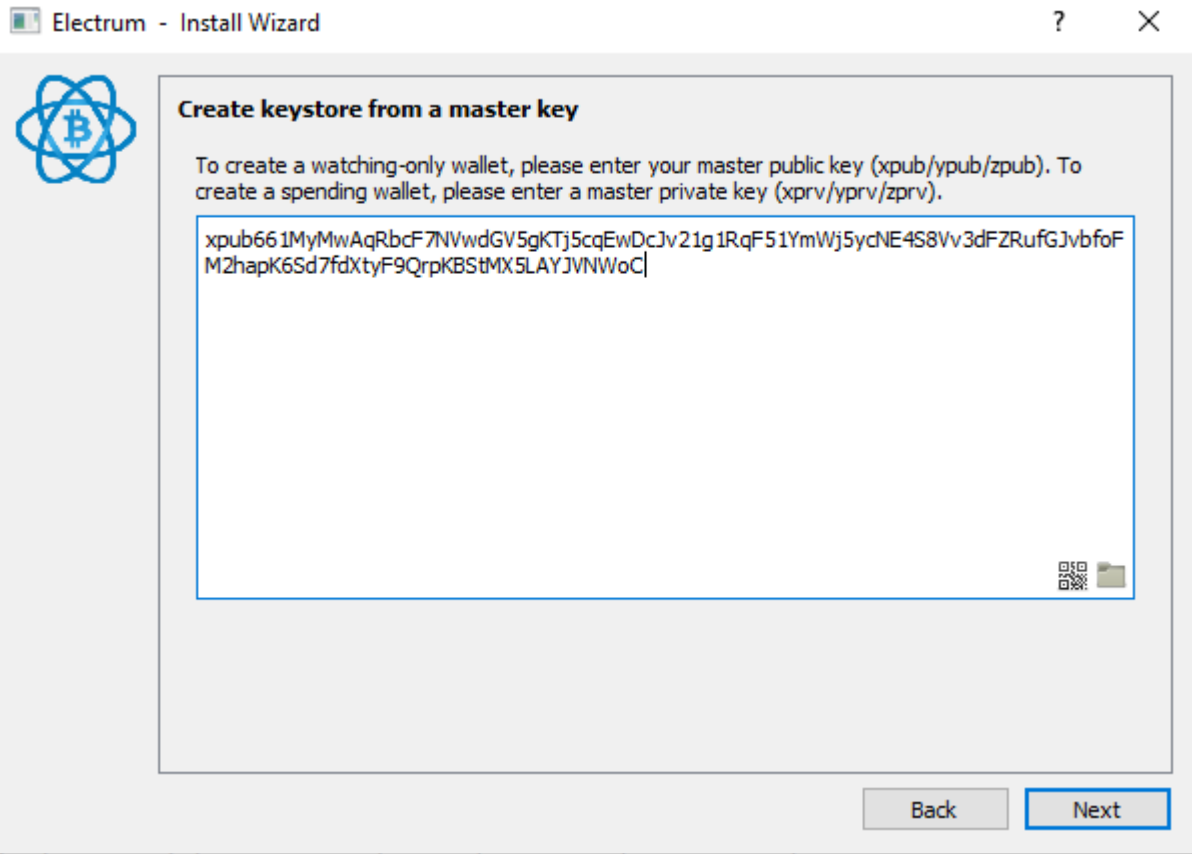 Electrum - Install Wizard
?
Create keystore from a master key
To create a watching-only wallet, please enter your master public key (xpub/ypub/zpub). To
create a spending wallet, please enter a master private key (xprv/yprv/zprv).
xpub661MyMwAqRbcF7NVwdGV5gKTj5cqEwDcJv21g1RqF51YmWj5ycNE4S8Vv3dFZRufGJvbfoF
M2hapK6Sd7fdXtyF9QrpKBStMX5LAYJVNWoC
Back
Next